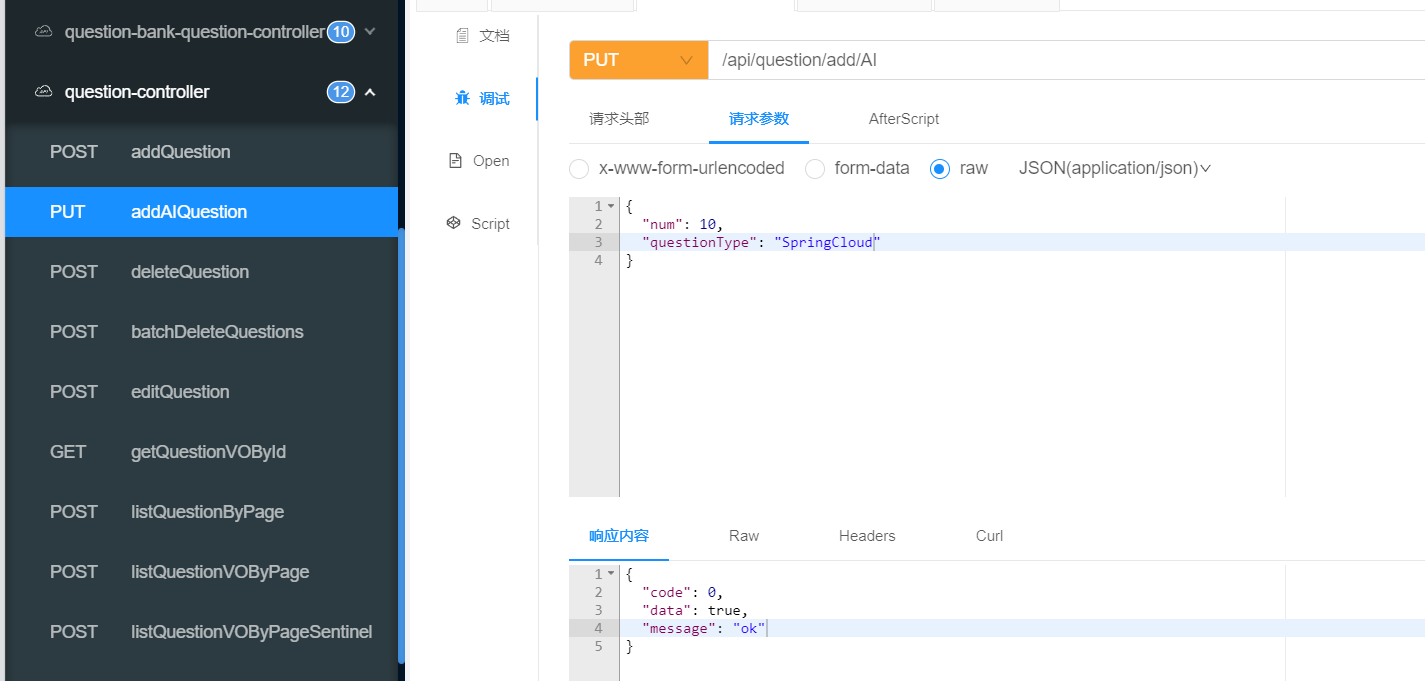 question-bank-question-controller 10
question-controller 12
POST addQuestion
PUT addAIQuestion
POST deleteQuestion
POST batchDeleteQuestions
POST editQuestion
GET getQuestionVOById
POST listQuestionByPage
POST listQuestionVOByPage
POST listQuestionVOByPageSentinel
文档
调试
Open
Script
PUT /api/question/add/AI
请求头部 请求参数 AfterScript
x-www-form-urlencoded form-data raw JSON(application/json)
1 {
2 "num": 10,
3 "questionType": "SpringCloud"
4 }
响应内容 Raw Headers Curl
1 {
2 "code": 0,
3 "data": true,
4 "message": "ok"
5 }